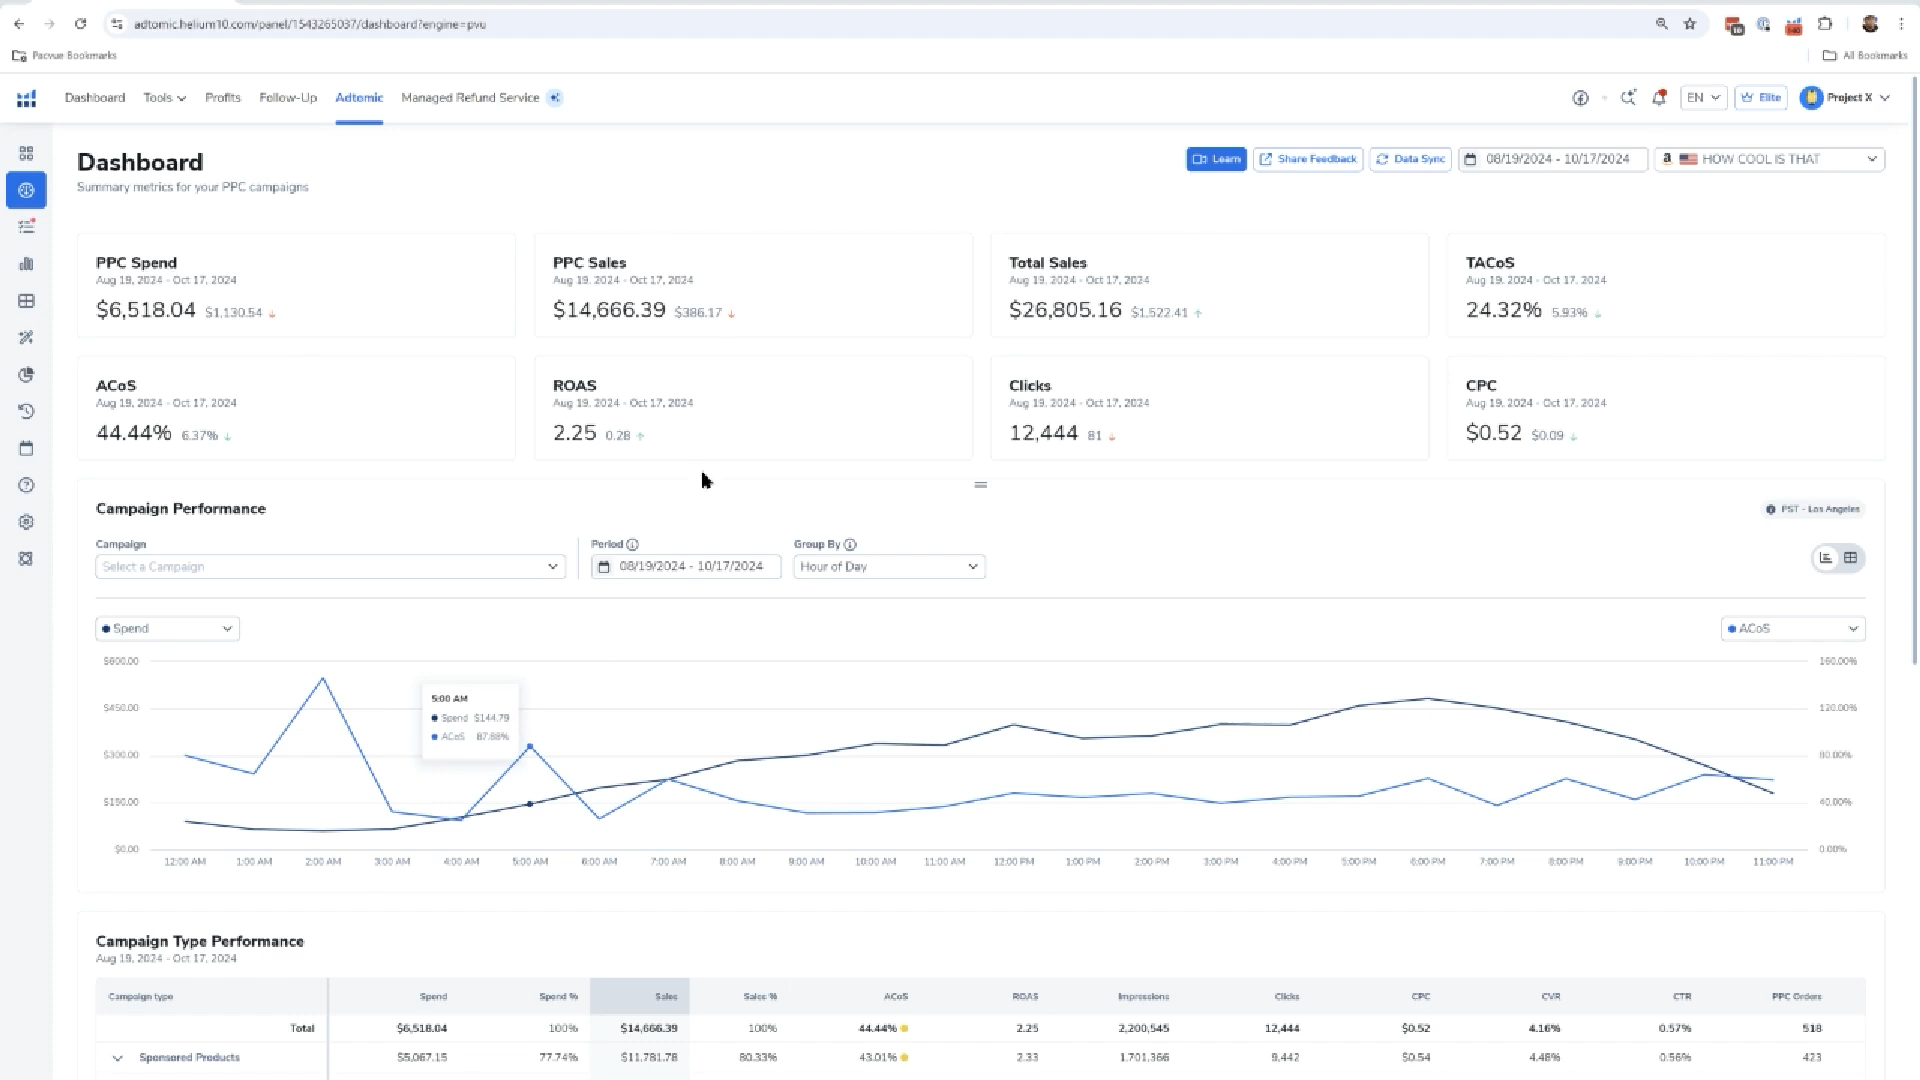 adtomic.helium10.com/panel/1543265037/dashboard?engine=pvu
Pacvue Bookmarks
All Bookmarks
Dashboard Tools Profits Follow-Up Adtomic Managed Refund Service
EN Elite Project X
Dashboard
Summary metrics for your PPC campaigns
Learn Share Feedback Data Sync 08/19/2024 - 10/17/2024 HOW COOL IS THAT
PPC Spend
Aug 19, 2024 - Oct 17, 2024
$6,518.04 $1,130.54
PPC Sales
Aug 19, 2024 - Oct 17, 2024
$14,666.39 $386.17
Total Sales
Aug 19, 2024 - Oct 17, 2024
$26,805.16 $1,522.41
TACoS
Aug 19, 2024 - Oct 17, 2024
24.32% 5.93%
ACoS
Aug 19, 2024 - Oct 17, 2024
44.44% 6.37%
ROAS
Aug 19, 2024 - Oct 17, 2024
2.25 0.28
Clicks
Aug 19, 2024 - Oct 17, 2024
12,444 81
CPC
Aug 19, 2024 - Oct 17, 2024
$0.52 $0.09
Campaign Performance
PST - Los Angeles
Campaign
Select a Campaign
Period
08/19/2024 - 10/17/2024
Group By
Hour of Day
Spend
ACoS
$600.00
$450.00
$300.00
$150.00
$0.00
5:00 AM
Spend $144.79
ACoS 87.88%
160.00%
120.00%
80.00%
40.00%
0.00%
12:00 AM 1:00 AM 2:00 AM 3:00 AM 4:00 AM 5:00 AM 6:00 AM 7:00 AM 8:00 AM 9:00 AM 10:00 AM 11:00 AM 12:00 PM 1:00 PM 2:00 PM 3:00 PM 4:00 PM 5:00 PM 6:00 PM 7:00 PM 8:00 PM 9:00 PM 10:00 PM 11:00 PM
Campaign Type Performance
Aug 19, 2024 - Oct 17, 2024
Campaign type Spend Spend % Sales Sales % ACoS ROAS Impressions Clicks CPC CVR CTR PPC Orders
Total $6,518.04 100% $14,666.39 100% 44.44% 2.25 2,200,545 12,444 $0.52 4.16% 0.57% 518
Sponsored Products $5,067.15 77.74% $11,781.78 80.33% 43.01% 2.33 1,701,366 9,442 $0.54 4.48% 0.56% 423